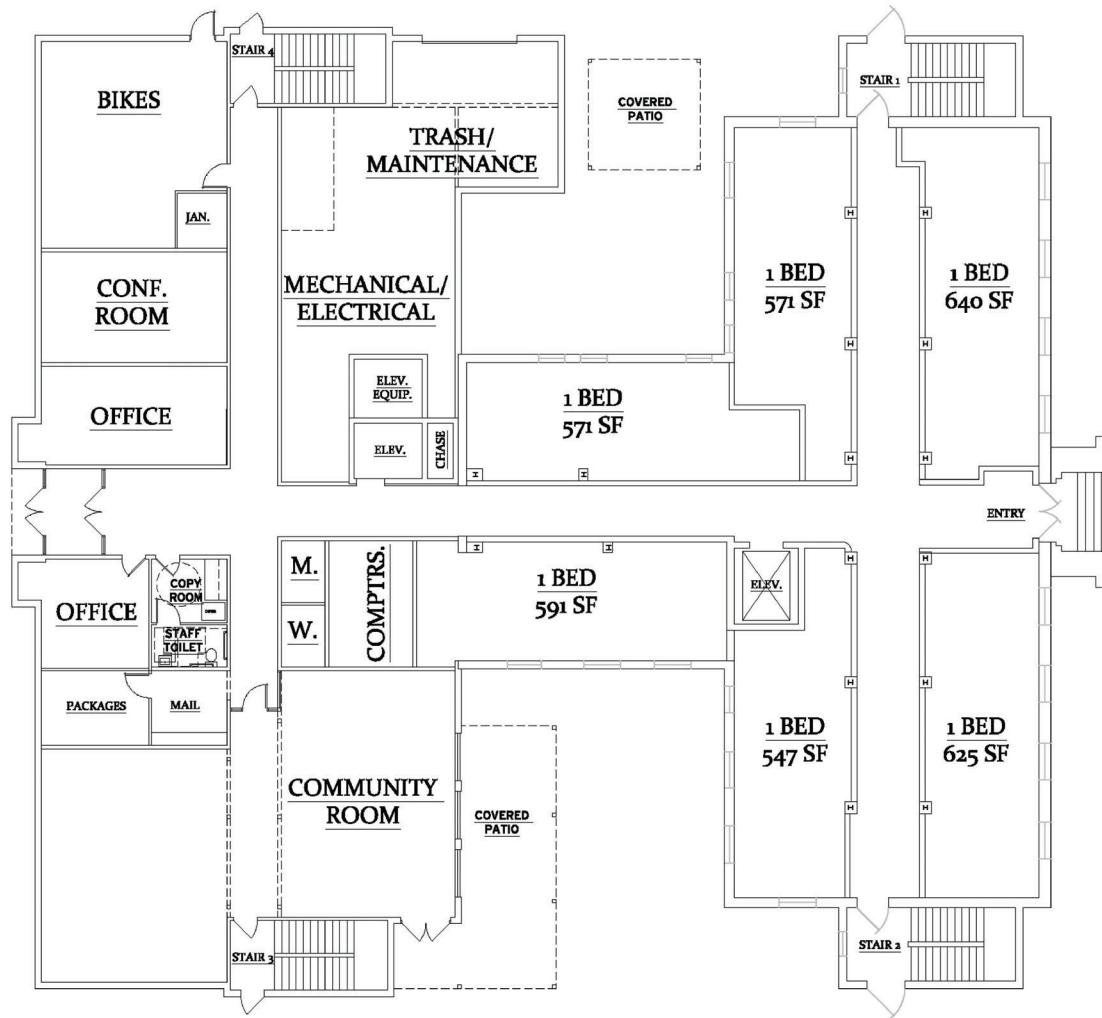 STAIR 4
BIKES
COVERED
PATIO
STAIR 1
TRASH/
MAINTENANCE
JAN.
CONF.
ROOM
MECHANICAL/
ELECTRICAL
1 BED
571 SF
1 BED
640 SF
ELEV.
EQUIP.
OFFICE
1 BED
571 SF
ELEV.
CHASE
H
H
H
H
H
H
H
H
ENTRY
H
H
M.
W.
COMPTRS.
1 BED
591 SF
ELEV.
OFFICE
COPY
ROOM
STAFF
TOILET
PACKAGES
MAIL
H
H
H
H
1 BED
547 SF
1 BED
625 SF
COMMUNITY
ROOM
COVERED
PATIO
STAIR 3
STAIR 2